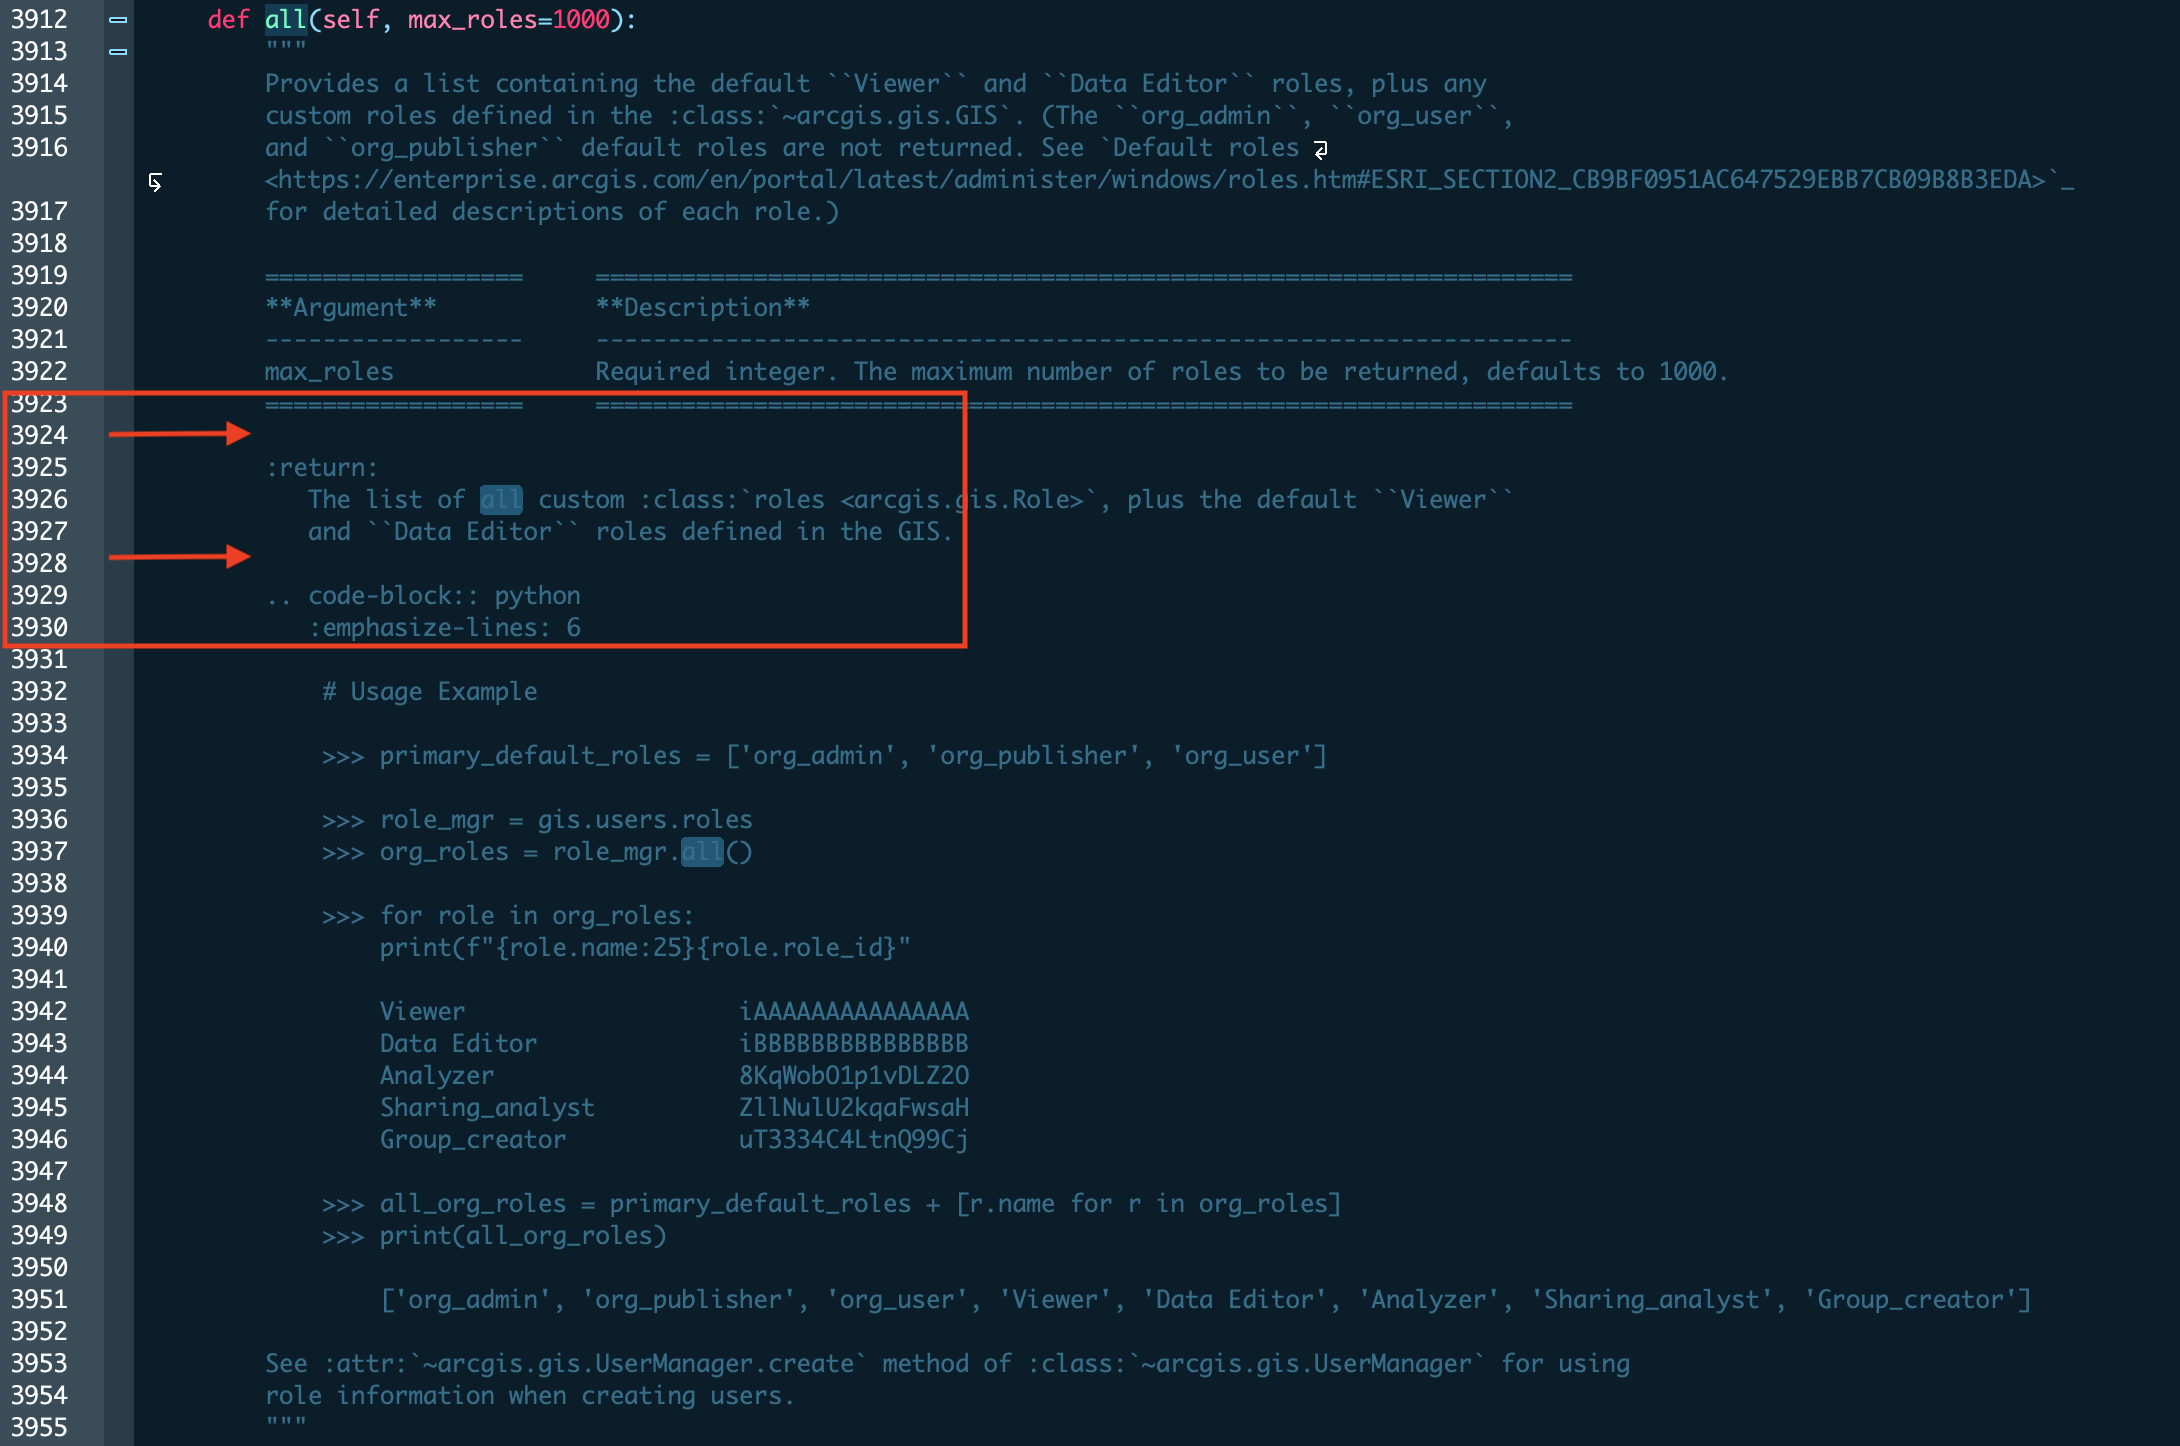 3912 def all(self, max_roles=1000):
3913 """
3914 Provides a list containing the default ``Viewer`` and ``Data Editor`` roles, plus any
3915 custom roles defined in the :class:`~arcgis.gis.GIS`. (The ``org_admin``, ``org_user``,
3916 and ``org_publisher`` default roles are not returned. See `Default roles
<https://enterprise.arcgis.com/en/portal/latest/administer/windows/roles.htm#ESRI_SECTION2_CB9BF0951AC647529EBB7CB09B8B3EDA>`_
3917 for detailed descriptions of each role.)
3918
3919 ================== ====================================================================
3920 **Argument** **Description**
3921 ------------------ --------------------------------------------------------------------
3922 max_roles Required integer. The maximum number of roles to be returned, defaults to 1000.
3923 ================== ====================================================================
3924
3925 :return:
3926 The list of all custom :class:`roles <arcgis.gis.Role>`, plus the default ``Viewer``
3927 and ``Data Editor`` roles defined in the GIS.
3928
3929 .. code-block:: python
3930 :emphasize-lines: 6
3931
3932 # Usage Example
3933
3934 >>> primary_default_roles = ['org_admin', 'org_publisher', 'org_user']
3935
3936 >>> role_mgr = gis.users.roles
3937 >>> org_roles = role_mgr.all()
3938
3939 >>> for role in org_roles:
3940 print(f"{role.name:25}{role.role_id}"
3941
3942 Viewer iAAAAAAAAAAAAAAA
3943 Data Editor iBBBBBBBBBBBBBBB
3944 Analyzer 8KqWobO1p1vDLZ2O
3945 Sharing_analyst ZllNulU2kqaFwsaH
3946 Group_creator uT3334C4LtnQ99Cj
3947
3948 >>> all_org_roles = primary_default_roles + [r.name for r in org_roles]
3949 >>> print(all_org_roles)
3950
3951 ['org_admin', 'org_publisher', 'org_user', 'Viewer', 'Data Editor', 'Analyzer', 'Sharing_analyst', 'Group_creator']
3952
3953 See :attr:`~arcgis.gis.UserManager.create` method of :class:`~arcgis.gis.UserManager` for using
3954 role information when creating users.
3955 """